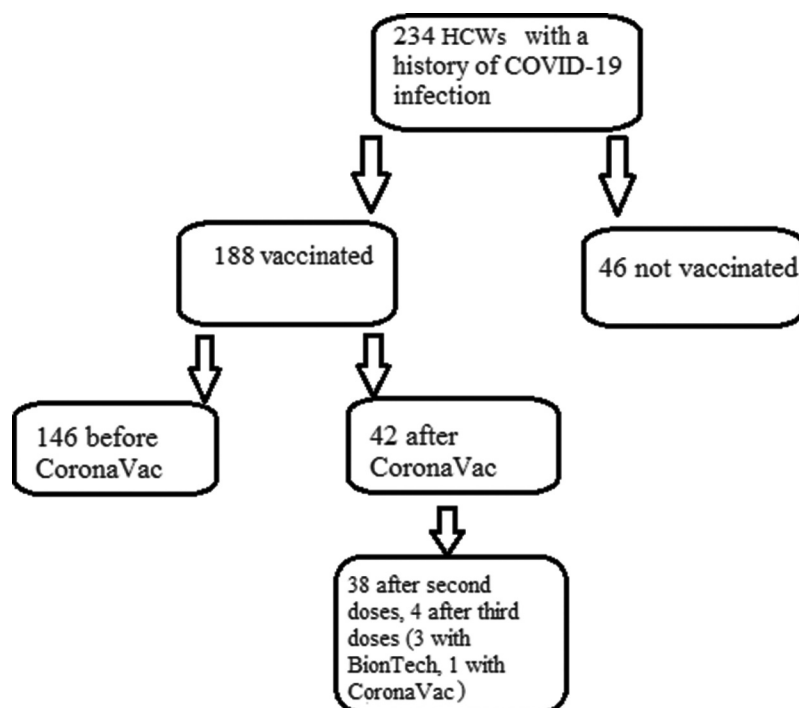 234 HCWs with a
history of COVID-19
infection
188 vaccinated
46 not vaccinated
146 before
CoronaVac
42 after
CoronaVac
38 after second
doses, 4 after third
doses (3 with
BionTech, 1 with
CoronaVac)